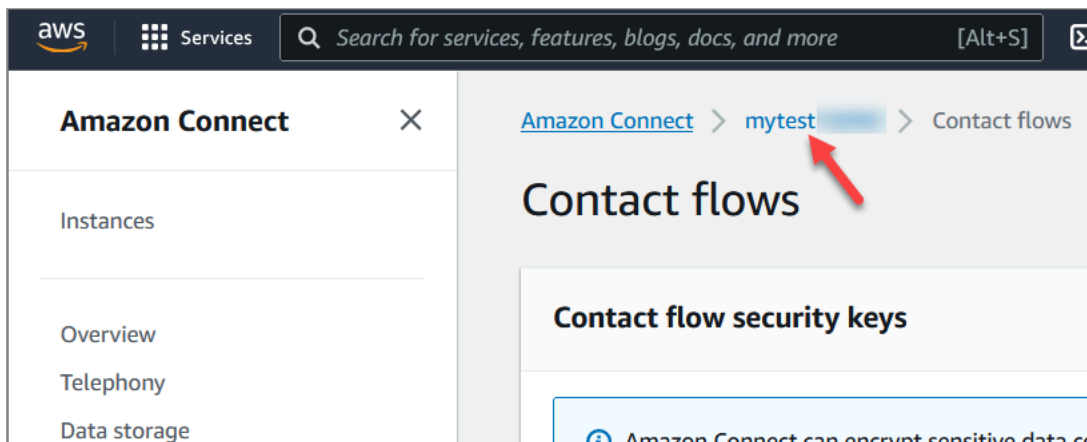 aws Services Search for services, features, blogs, docs, and more [Alt+S]
Amazon Connect
Amazon Connect > mytest > Contact flows
Contact flows
Instances
Contact flow security keys
Overview
Telephony
Data storage
Amazon Connect can encrypt sensitive data